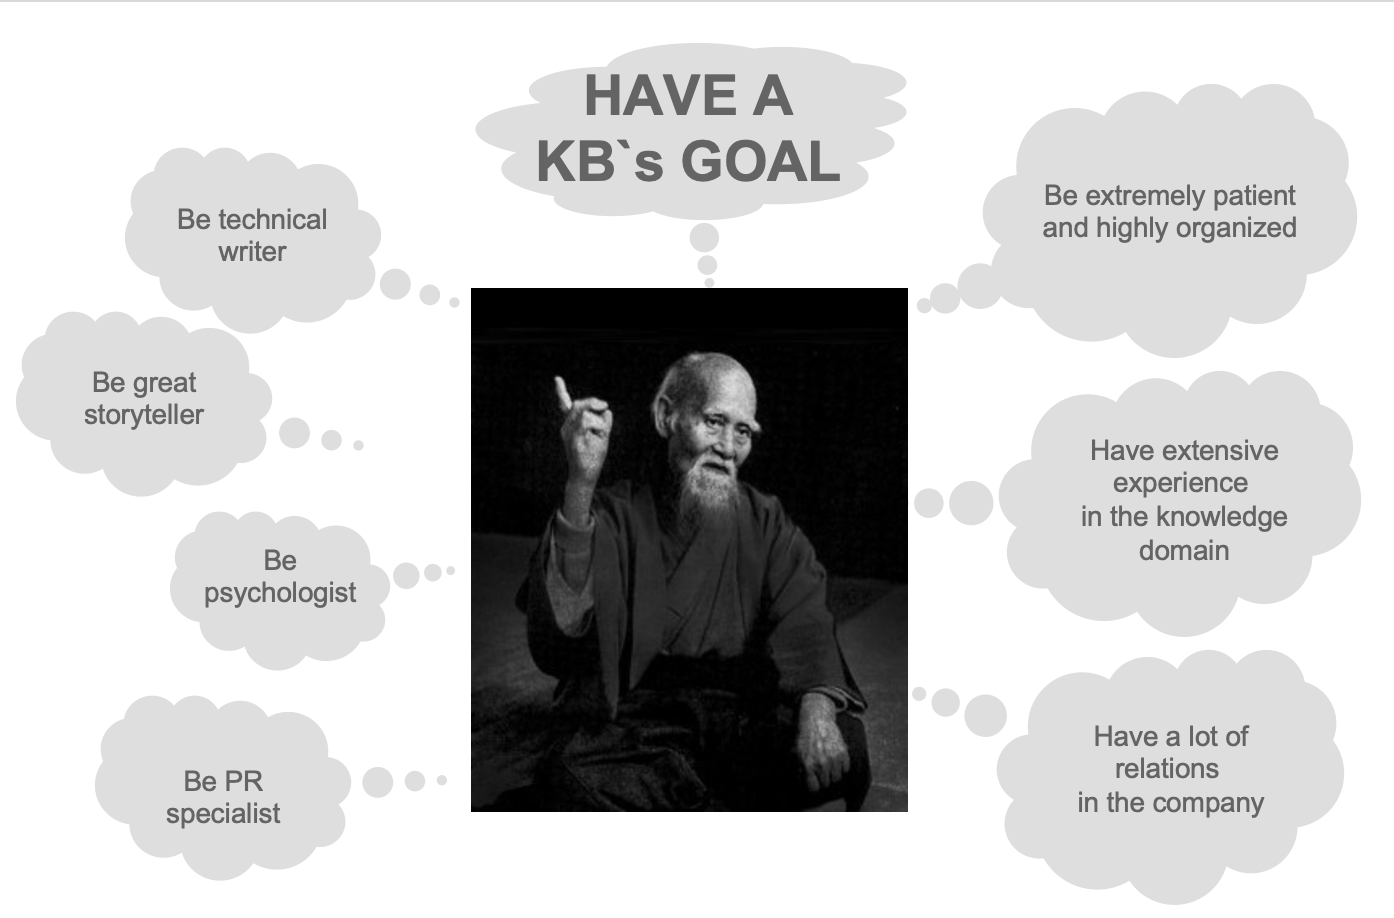 HAVE A
KB`s GOAL
Be technical
writer
Be great
storyteller
Be
psychologist
Be PR
specialist
Be extremely patient
and highly organized
Have extensive
experience
in the knowledge
domain
Have a lot of
relations
in the company